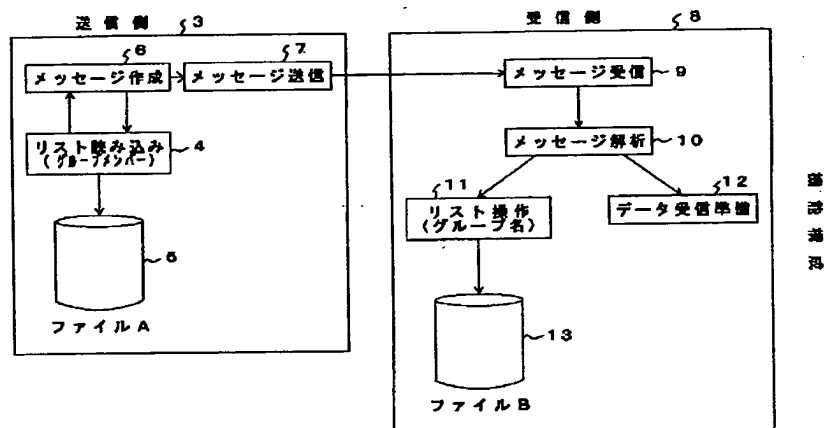 送信側 3
6
7
メッセージ作成
メッセージ送信
リスト読み込み
(グループメンバー)
4
5
ファイルA
受信側
8
メッセージ受信
9
メッセージ解析
10
11
12
リスト操作
(グループ名)
データ受信準備
13
ファイルB
機能構成